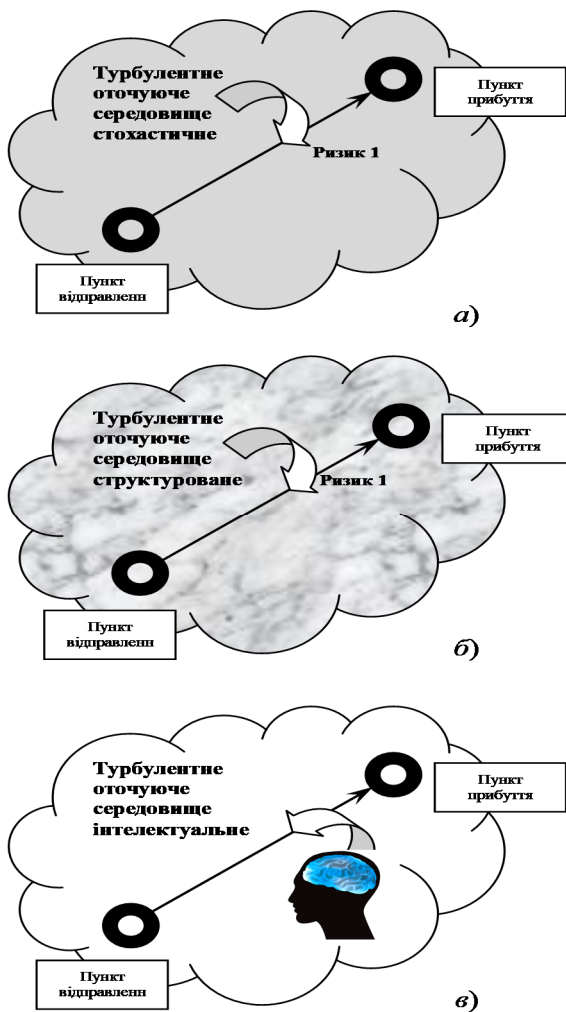 Турбулентне
оточуюче
середовище
стохастичне
Пункт
прибуття
Ризик 1
Пункт
відправленн
а)
Турбулентне
оточуюче
середовище
структуроване
Пункт
прибуття
Ризик 1
Пункт
відправленн
б)
Турбулентне
оточуюче
середовище
інтелектуальне
Пункт
прибуття
Пункт
відправленн
в)